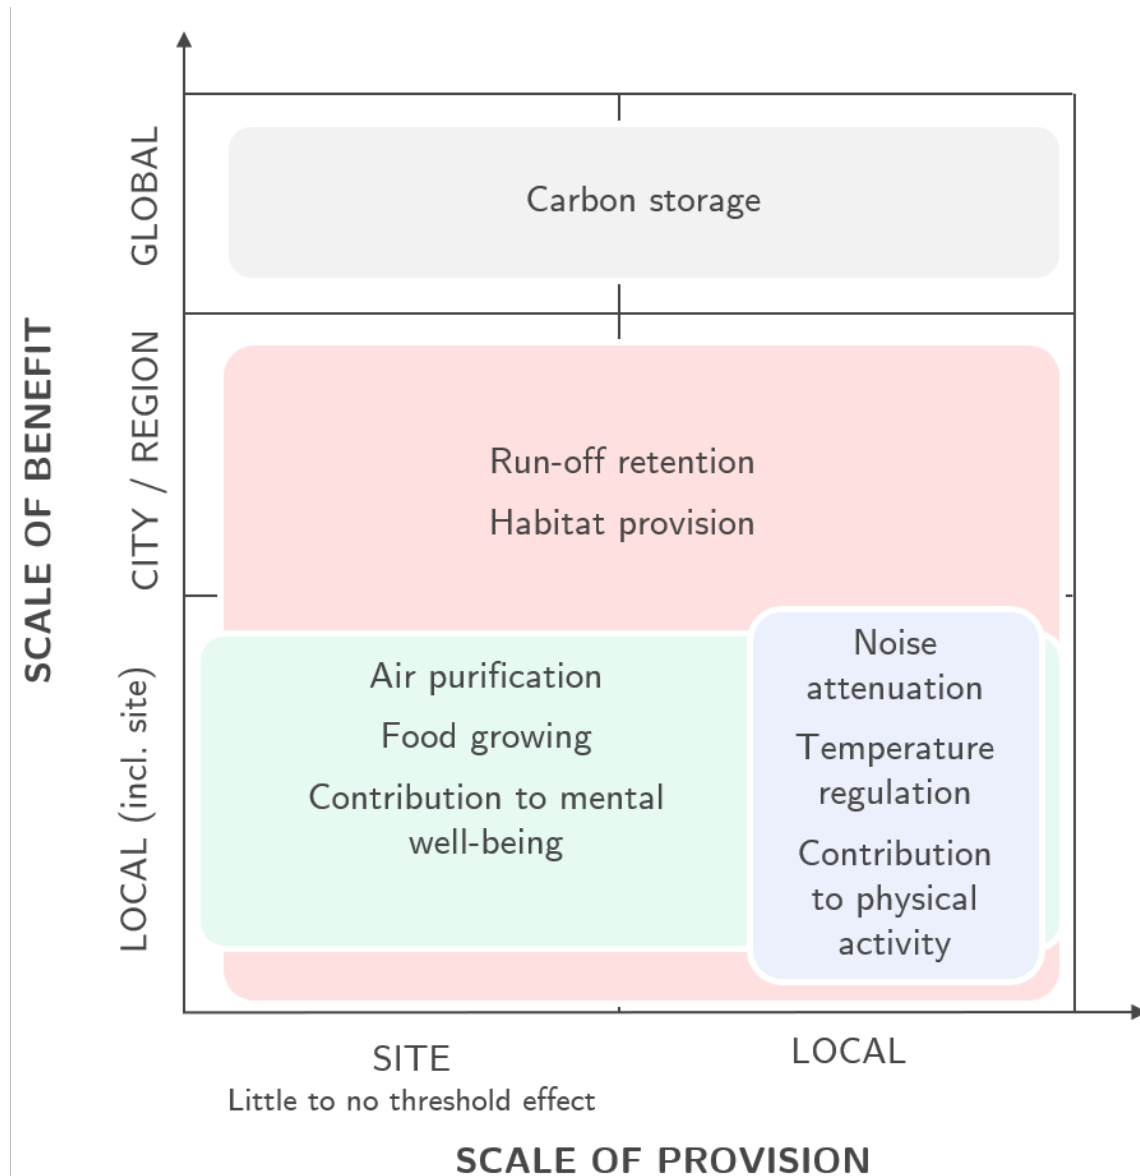 SCALE OF BENEFIT
GLOBAL
CITY / REGION
LOCAL (incl. site)
Carbon storage
Run-off retention
Habitat provision
Air purification
Food growing
Contribution to mental
well-being
Noise
attenuation
Temperature
regulation
Contribution
to physical
activity
SITE
Little to no threshold effect
LOCAL
SCALE OF PROVISION